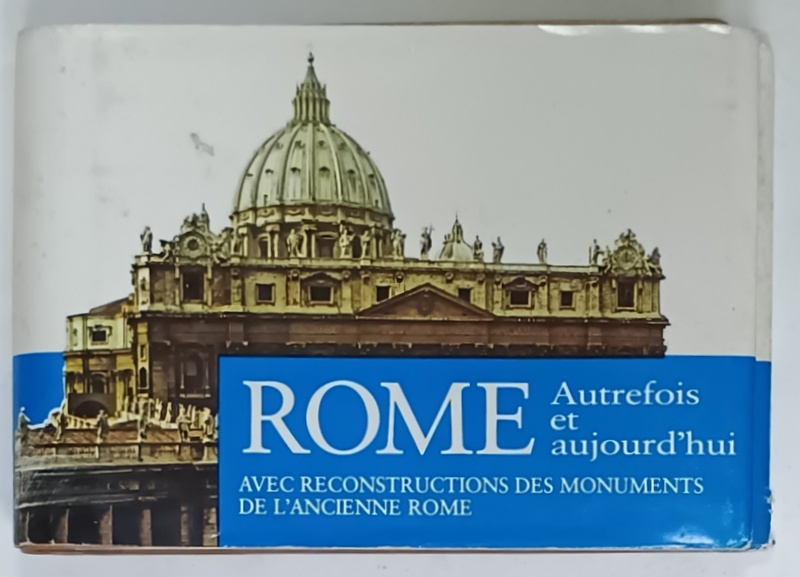 ROME
Autrefois
et
aujourd'hui
AVEC RECONSTRUCTIONS DES MONUMENTS
DE L'ANCIENNE ROME